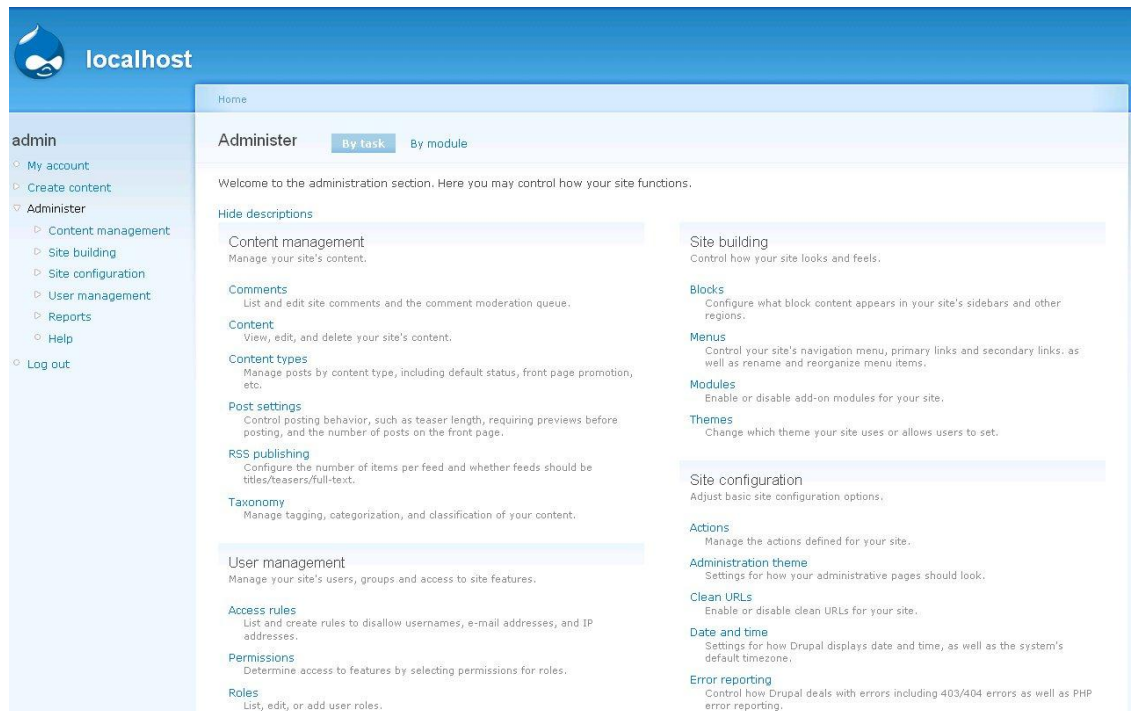 localhost
Home
admin
My account
Create content
Administer
Content management
Site building
Site configuration
User management
Reports
Help
Log out
Administer
By task
By module
Welcome to the administration section. Here you may control how your site functions.
Hide descriptions
Content management
Manage your site's content.
Comments
List and edit site comments and the comment moderation queue.
Content
View, edit, and delete your site's content.
Content types
Manage posts by content type, including default status, front page promotion,
etc.
Post settings
Control posting behavior, such as teaser length, requiring previews before
posting, and the number of posts on the front page.
RSS publishing
Configure the number of items per feed and whether feeds should be
titles/teasers/full-text.
Taxonomy
Manage tagging, categorization, and classification of your content.
User management
Manage your site's users, groups and access to site features.
Access rules
List and create rules to disallow usernames, e-mail addresses, and IP
addresses.
Permissions
Determine access to features by selecting permissions for roles.
Roles
List, edit, or add user roles.
Site building
Control how your site looks and feels.
Blocks
Configure what block content appears in your site's sidebars and other
regions.
Menus
Control your site's navigation menu, primary links and secondary links. as
well as rename and reorganize menu items.
Modules
Enable or disable add-on modules for your site.
Themes
Change which theme your site uses or allows users to set.
Site configuration
Adjust basic site configuration options.
Actions
Manage the actions defined for your site.
Administration theme
Settings for how your administrative pages should look.
Clean URLs
Enable or disable clean URLs for your site.
Date and time
Settings for how Drupal displays date and time, as well as the system's
default timezone.
Error reporting
Control how Drupal deals with errors including 403/404 errors as well as PHP
error reporting.